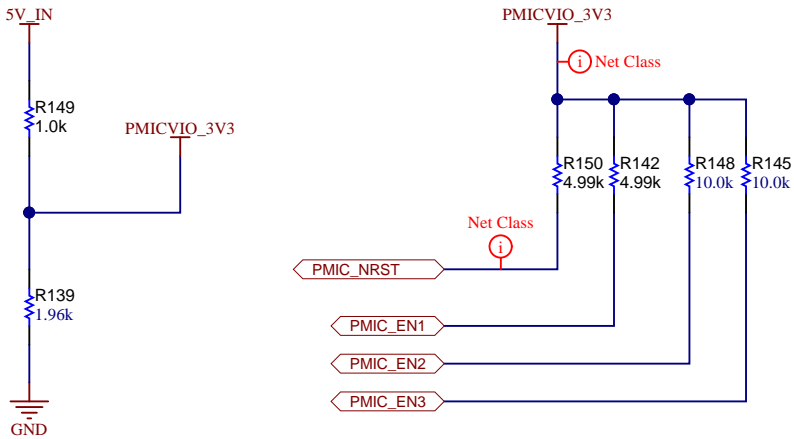 5V_IN
PMICVIO_3V3
i Net Class
R149
1.0k
PMICVIO_3V3
R150
4.99k
R142
4.99k
R148
10.0k
R145
10.0k
Net Class
i
PMIC_NRST
R139
1.96k
PMIC_EN1
PMIC_EN2
PMIC_EN3
GND